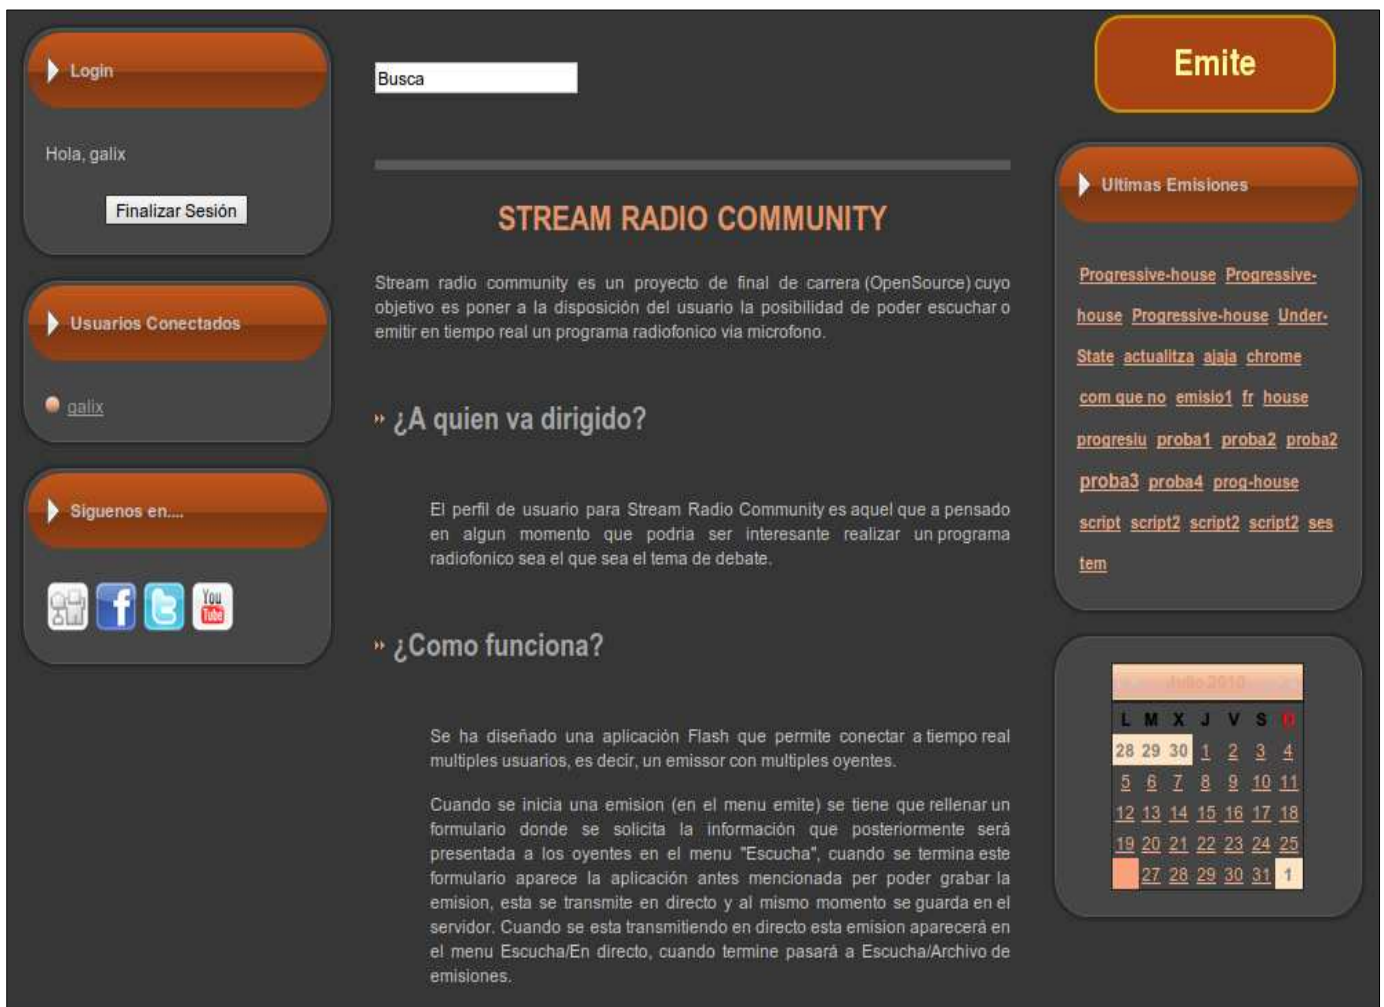 Login
Hola, galix
Finalizar Sesión
Usuarios Conectados
galix
Siguenos en....
You
Tube
Busca
STREAM RADIO COMMUNITY
Stream radio community es un proyecto de final de carrera (OpenSource) cuyo
objetivo es poner a la disposición del usuario la posibilidad de poder escuchar o
emitir en tiempo real un programa radiofonico via microfono.
¿A quien va dirigido?
El perfil de usuario para Stream Radio Community es aquel que a pensado
en algun momento que podria ser interesante realizar un programa
radiofonico sea el que sea el tema de debate.
¿Como funciona?
Se ha diseñado una aplicación Flash que permite conectar a tiempo real
multiples usuarios, es decir, un emissor con multiples oyentes.
Cuando se inicia una emision (en el menu emite) se tiene que rellenar un
formulario donde se solicita la información que posteriormente será
presentada a los oyentes en el menu "Escucha", cuando se termina este
formulario aparece la aplicación antes mencionada per poder grabar la
emision, esta se transmite en directo y al mismo momento se guarda en el
servidor. Cuando se esta transmitiendo en directo esta emision aparecerá en
el menu Escucha/En directo, cuando termine pasará a Escucha/Archivo de
emisiones.
Emite
Ultimas Emisiones
Progressive-house Progressive-
house Progressive-house Under-
State actualitza ajaja chrome
com que no emisio1 fr house
progresiu proba1 proba2 proba2
proba3 proba4 prog-house
script script2 script2 script2 ses
tem
Julio 2010
L M X J V S D
28 29 30 1 2 3 4
5 6 7 8 9 10 11
12 13 14 15 16 17 18
19 20 21 22 23 24 25
27 28 29 30 31 1